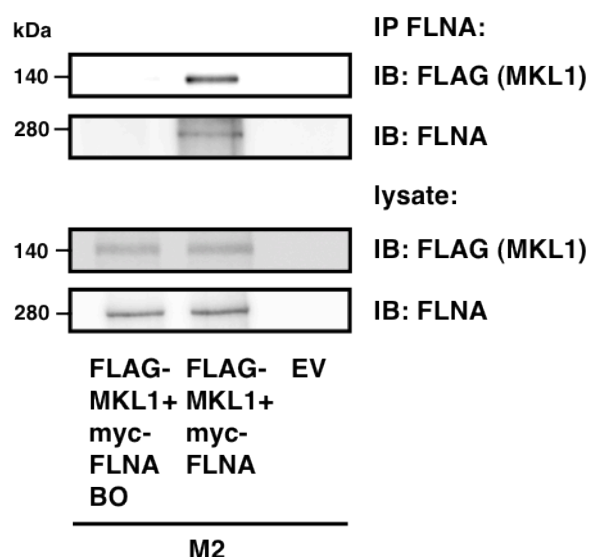 kDa
IP FLNA:
140
IB: FLAG (MKL1)
280
IB: FLNA
lysate:
140
IB: FLAG (MKL1)
280
IB: FLNA
FLAG- FLAG- EV
MKL1+ MKL1+
myc- myc-
FLNA FLNA
BO
M2